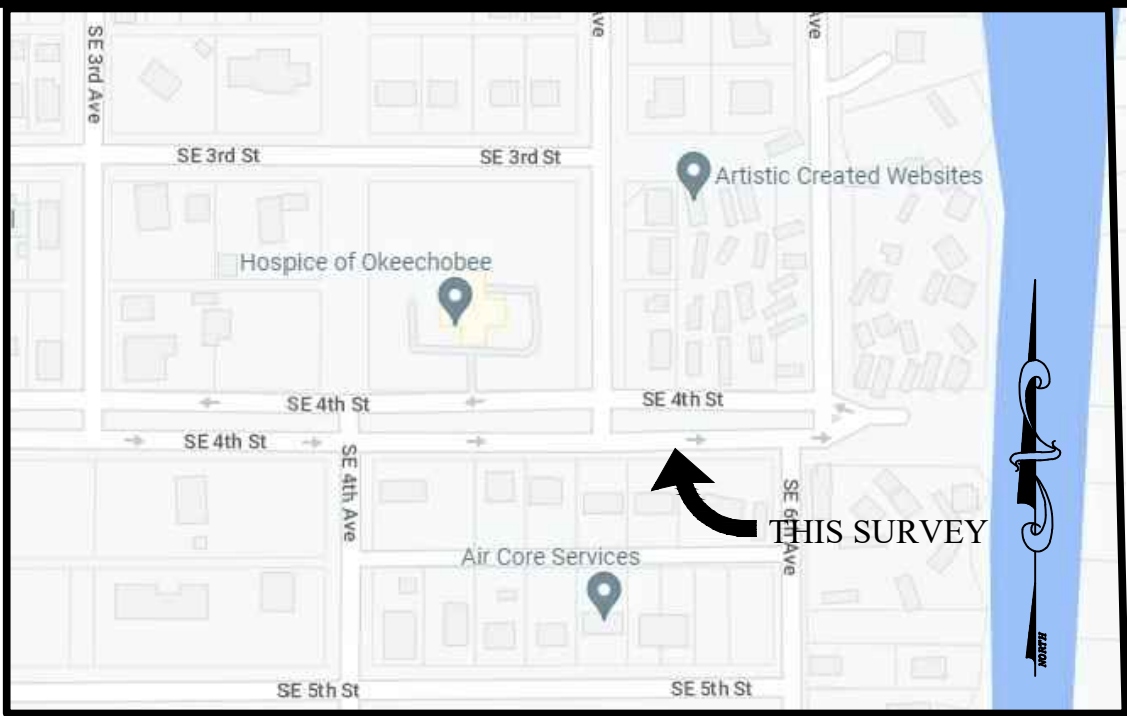 Ave
Ave
SE 3rd Ave
SE 3rd St
SE 3rd St
Artistic Created Websites
Hospice of Okeechobee
SE 4th St
SE 4th St
SE 4th St
SE 4th Ave
SE 6th Ave
THIS SURVEY
Air Core Services
NORTH
SE 5th St
SE 5th St